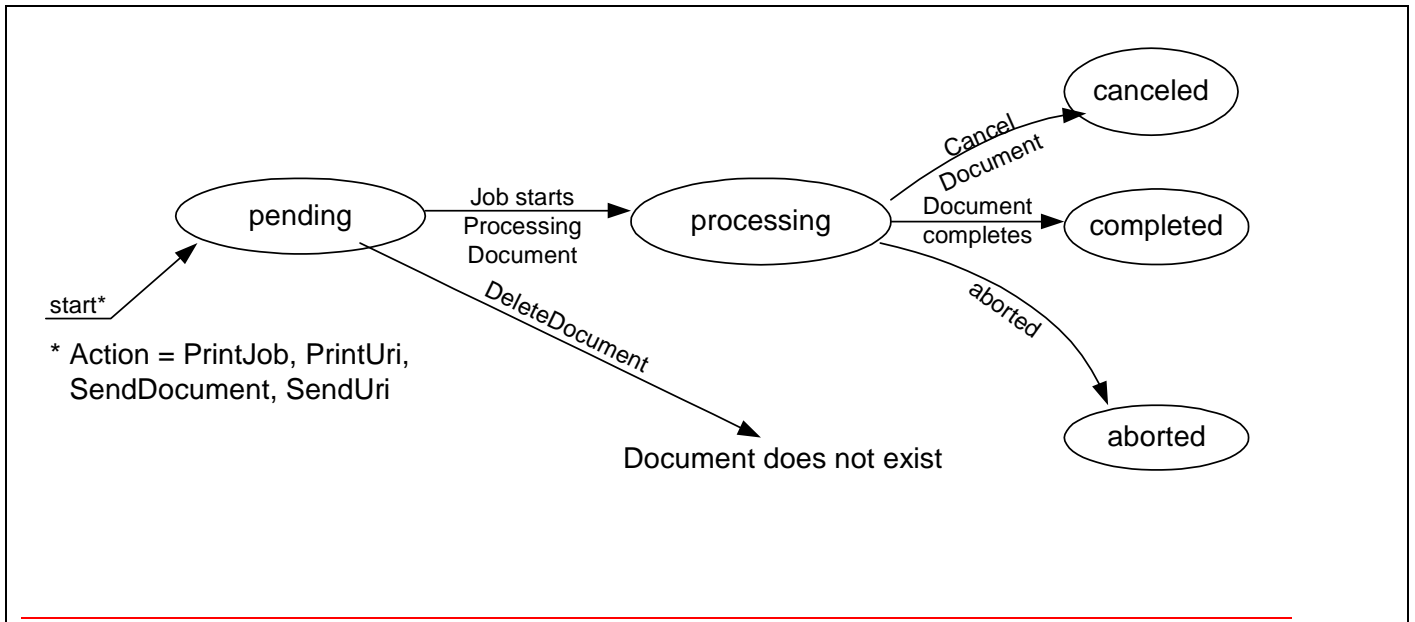 canceled
Cancel
Document
pending
Job starts
Processing
Document
processing
Document
completes
completed
start*
DeleteDocument
aborted
* Action = PrintJob, PrintUri,
SendDocument, SendUri
Document does not exist
aborted